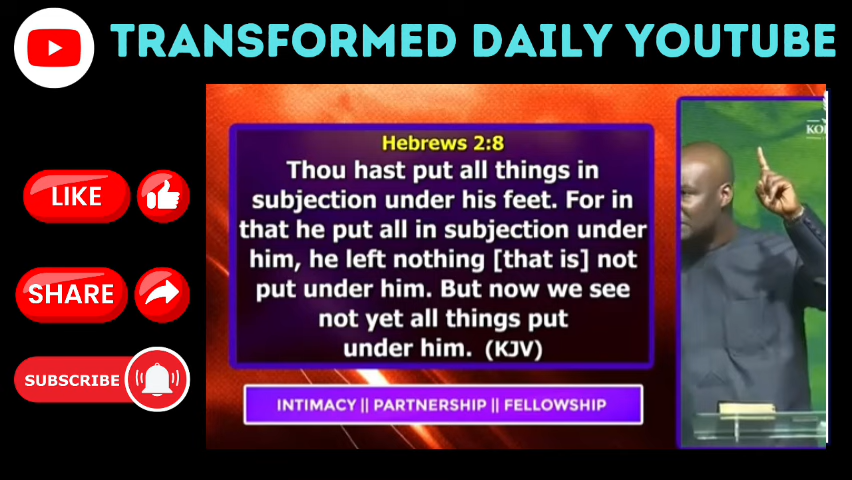 TRANSFORMED DAILY YOUTUBE
Hebrews 2:8
Thou hast put all things in
subjection under his feet. For in
that he put all in subjection under
him, he left nothing [that is] not
put under him. But now we see
not yet all things put
under him. (KJV)
INTIMACY || PARTNERSHIP || FELLOWSHIP
LIKE
SHARE
SUBSCRIBE